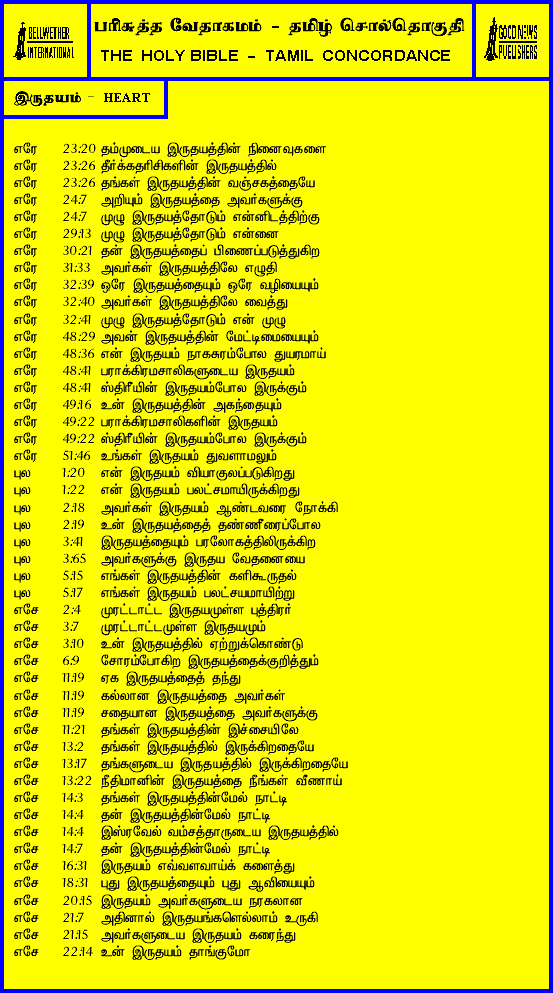 BELLWETHER
INTERNATIONAL
பரிசுத்த வேதாகமம் - தமிழ் சொல்தொகுதி
THE HOLY BIBLE - TAMIL CONCORDANCE
GOOD NEWS
PUBLISHERS
இருதயம் - HEART
எரே 23:20 தம்முடைய இருதயத்தின் நினைவுகளை
எரே 23:26 தீர்க்கதரிசிகளின் இருதயத்தில்
எரே 23:26 தங்கள் இருதயத்தின் வஞ்சகத்தையே
எரே 24:7 அறியும் இருதயத்தை அவர்களுக்கு
எரே 24:7 முழு இருதயத்தோடும் என்னிடத்திற்கு
எரே 29:13 முழு இருதயத்தோடும் என்னை
எரே 30:21 தன் இருதயத்தைப் பிணைப்படுத்துகிற
எரே 31:33 அவர்கள் இருதயத்திலே எழுதி
எரே 32:39 ஒரே இருதயத்தையும் ஒரே வழியையும்
எரே 32:40 அவர்கள் இருதயத்திலே வைத்து
எரே 32:41 முழு இருதயத்தோடும் என் முழு
எரே 48:29 அவன் இருதயத்தின் மேட்டிமையையும்
எரே 48:36 என் இருதயம் நாகசுரம்போல துயரமாய்
எரே 48:41 பராக்கிரமசாலிகளுடைய இருதயம்
எரே 48:41 ஸ்திரீயின் இருதயம்போல இருக்கும்
எரே 49:16 உன் இருதயத்தின் அகந்தையும்
எரே 49:22 பராக்கிரமசாலிகளின் இருதயம்
எரே 49:22 ஸ்திரீயின் இருதயம்போல இருக்கும்
எரே 51:46 உங்கள் இருதயம் துவளாமலும்
புல 1:20 என் இருதயம் வியாகுலப்படுகிறது
புல 1:22 என் இருதயம் பலட்சமாயிருக்கிறது
புல 2:18 அவர்கள் இருதயம் ஆண்டவரை நோக்கி
புல 2:19 உன் இருதயத்தைத் தண்ணீரைப்போல
புல 3:41 இருதயத்தையும் பரலோகத்திலிருக்கிற
புல 3:65 அவர்களுக்கு இருதய வேதனையை
புல 5:15 எங்கள் இருதயத்தின் களிகூருதல்
புல 5:17 எங்கள் இருதயம் பலட்சயமாயிற்று
எசே 2:4 முரட்டாட்ட இருதயமுள்ள புத்திரர்
எசே 3:7 முரட்டாட்டமுள்ள இருதயமும்
எசே 3:10 உன் இருதயத்தில் ஏற்றுக்கொண்டு
எசே 6:9 சோரம்போகிற இருதயத்தைக்குறித்தும்
எசே 11:19 ஏக இருதயத்தைத் தந்து
எசே 11:19 கல்லான இருதயத்தை அவர்கள்
எசே 11:19 சதையான இருதயத்தை அவர்களுக்கு
எசே 11:21 தங்கள் இருதயத்தின் இச்சையிலே
எசே 13:2 தங்கள் இருதயத்தில் இருக்கிறதையே
எசே 13:17 தங்களுடைய இருதயத்தில் இருக்கிறதையே
எசே 13:22 நீதிமானின் இருதயத்தை நீங்கள் வீணாய்
எசே 14:3 தங்கள் இருதயத்தின்மேல் நாட்டி
எசே 14:4 தன் இருதயத்தின்மேல் நாட்டி
எசே 14:4 இஸ்ரவேல் வம்சத்தாருடைய இருதயத்தில்
எசே 14:7 தன் இருதயத்தின்மேல் நாட்டி
எசே 16:31 இருதயம் எவ்வளவாய்க் களைத்து
எசே 18:31 புது இருதயத்தையும் புது ஆவியையும்
எசே 20:15 இருதயம் அவர்களுடைய நரகலான
எசே 21:7 அதினால் இருதயங்களெல்லாம் உருகி
எசே 21:15 அவர்களுடைய இருதயம் கரைந்து
எசே 22:14 உன் இருதயம் தாங்குமோ